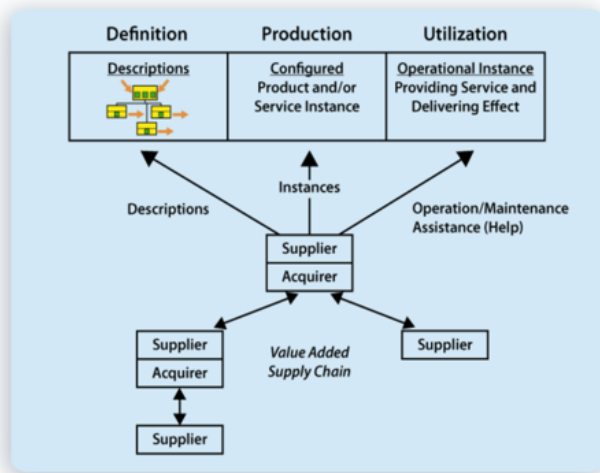 Definition
Production
Utilization
Descriptions
Configured
Product and/or
Service Instance
Operational Instance
Providing Service and
Delivering Effect
Descriptions
Instances
Operation/Maintenance
Assistance (Help)
Supplier
Acquirer
Supplier
Acquirer
Value Added
Supply Chain
Supplier
Supplier